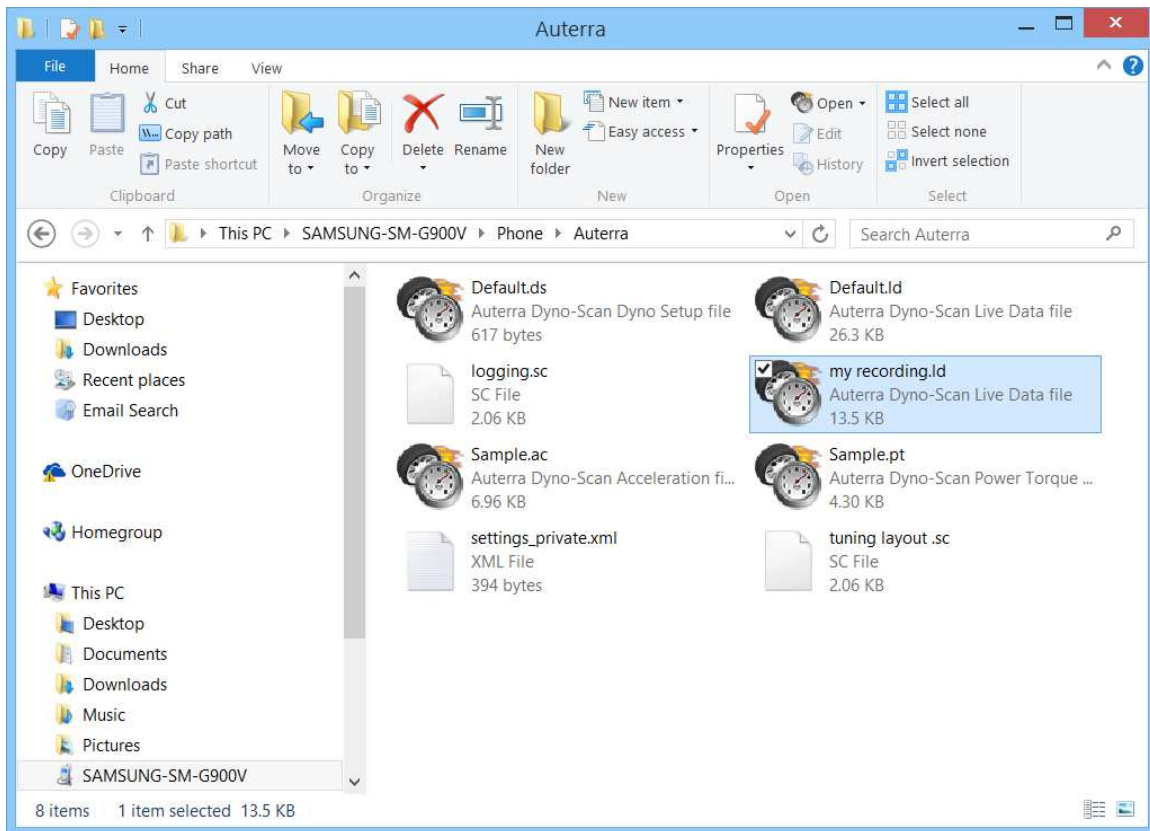 Auterra
File Home Share View
Copy
Paste
Cut
Copy path
Paste shortcut
Clipboard
Move to
Copy to
Delete
Rename
Organize
New folder
New item
Easy access
New
Properties
Open
Edit
History
Open
Select all
Select none
Invert selection
Select
This PC SAMSUNG-SM-G900V Phone Auterra
Search Auterra
Favorites
Desktop
Downloads
Recent places
Email Search
OneDrive
Homegroup
This PC
Desktop
Documents
Downloads
Music
Pictures
SAMSUNG-SM-G900V
Default.ds
Auterra Dyno-Scan Dyno Setup file
617 bytes
Default.ld
Auterra Dyno-Scan Live Data file
26.3 KB
logging.sc
SC File
2.06 KB
my recording.ld
Auterra Dyno-Scan Live Data file
13.5 KB
Sample.ac
Auterra Dyno-Scan Acceleration fi...
6.96 KB
Sample.pt
Auterra Dyno-Scan Power Torque ...
4.30 KB
settings_private.xml
XML File
394 bytes
tuning layout .sc
SC File
2.06 KB
8 items 1 item selected 13.5 KB